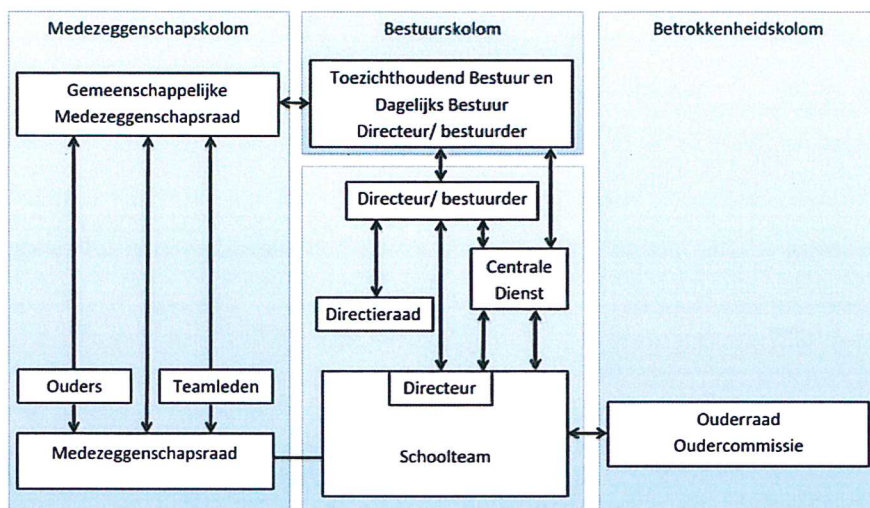 Medezeggenschapskolom
Bestuurskolom
Betrokkenheidskolom
Gemeenschappelijke
Medezeggenschapsraad
Toezichthoudend Bestuur en
Dagelijks Bestuur
Directeur/ bestuurder
Directeur/ bestuurder
Centrale
Dienst
Directieraad
Ouders
Teamleden
Directeur
Medezeggenschapsraad
Schoolteam
Ouderraad
Oudercommissie